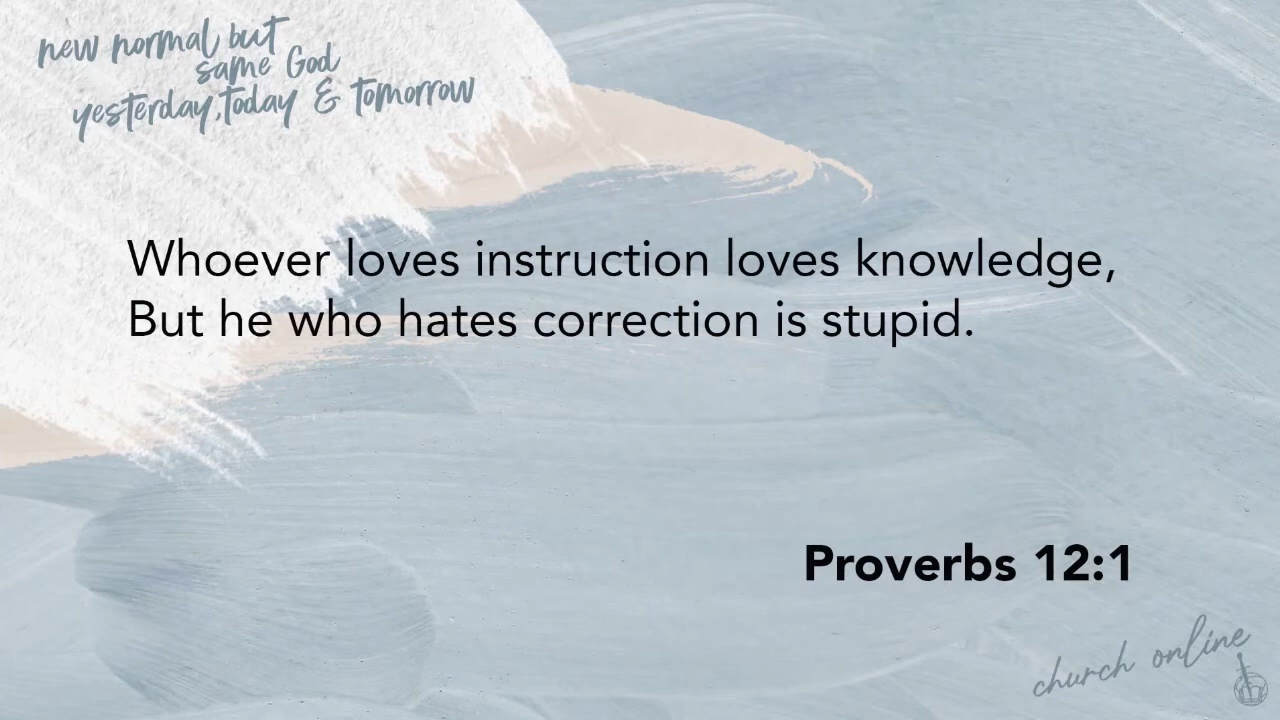 new normal but
same God
yesterday,today & tomorrow
Whoever loves instruction loves knowledge,
But he who hates correction is stupid.
Proverbs 12:1
church online